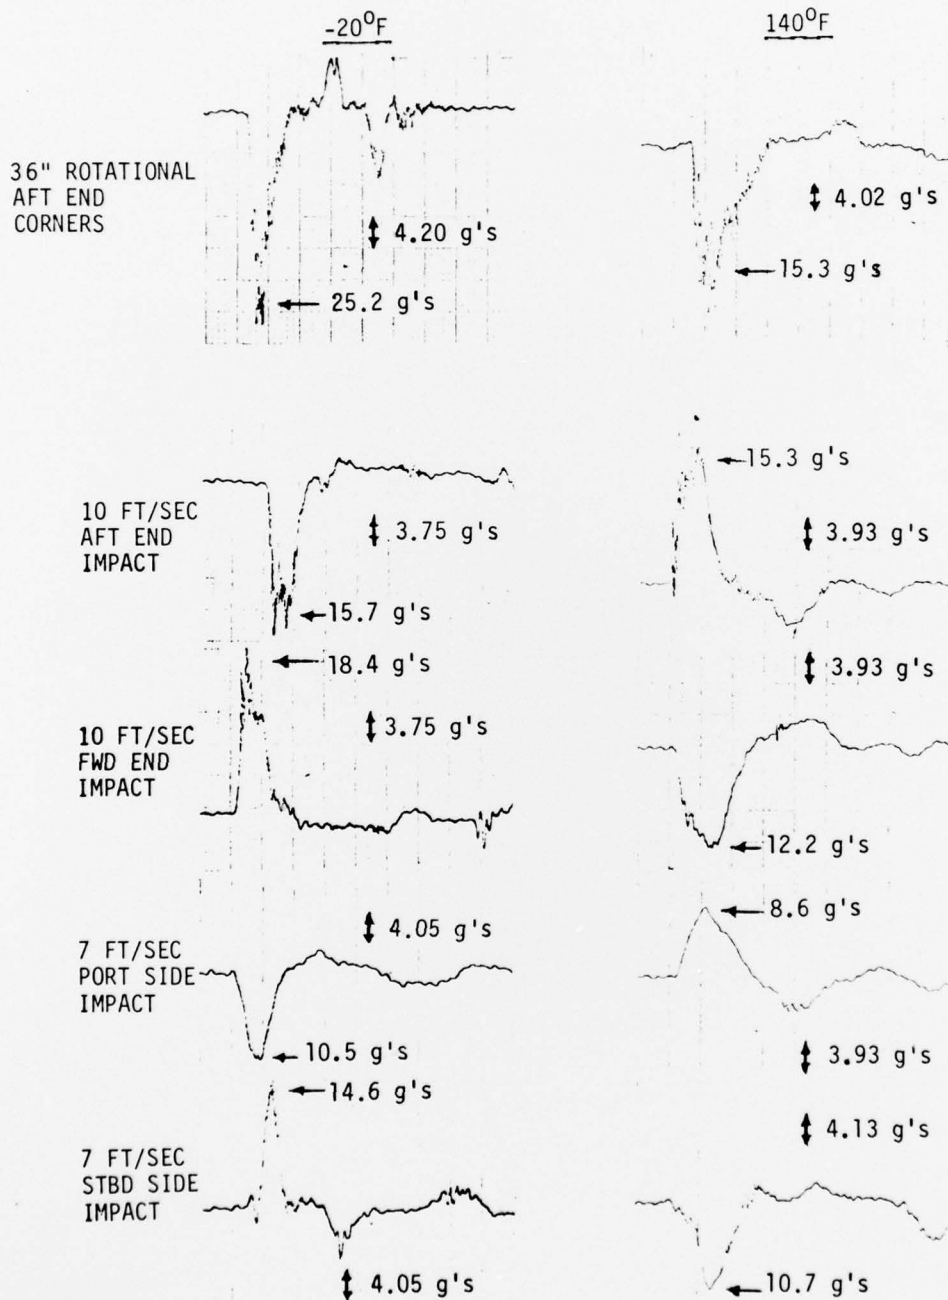 -20°F
140°F
36" ROTATIONAL
AFT END
CORNERS
4.20 g's
25.2 g's
4.02 g's
15.3 g's
10 FT/SEC
AFT END
IMPACT
3.75 g's
15.7 g's
15.3 g's
3.93 g's
10 FT/SEC
FWD END
IMPACT
18.4 g's
3.75 g's
3.93 g's
12.2 g's
7 FT/SEC
PORT SIDE
IMPACT
4.05 g's
10.5 g's
8.6 g's
3.93 g's
7 FT/SEC
STBD SIDE
IMPACT
14.6 g's
4.05 g's
4.13 g's
10.7 g's